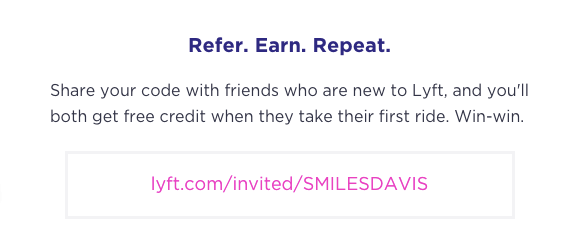 Refer. Earn. Repeat.
Share your code with friends who are new to Lyft, and you'll
both get free credit when they take their first ride. Win-win.
lyft.com/invited/SMILESDAVIS